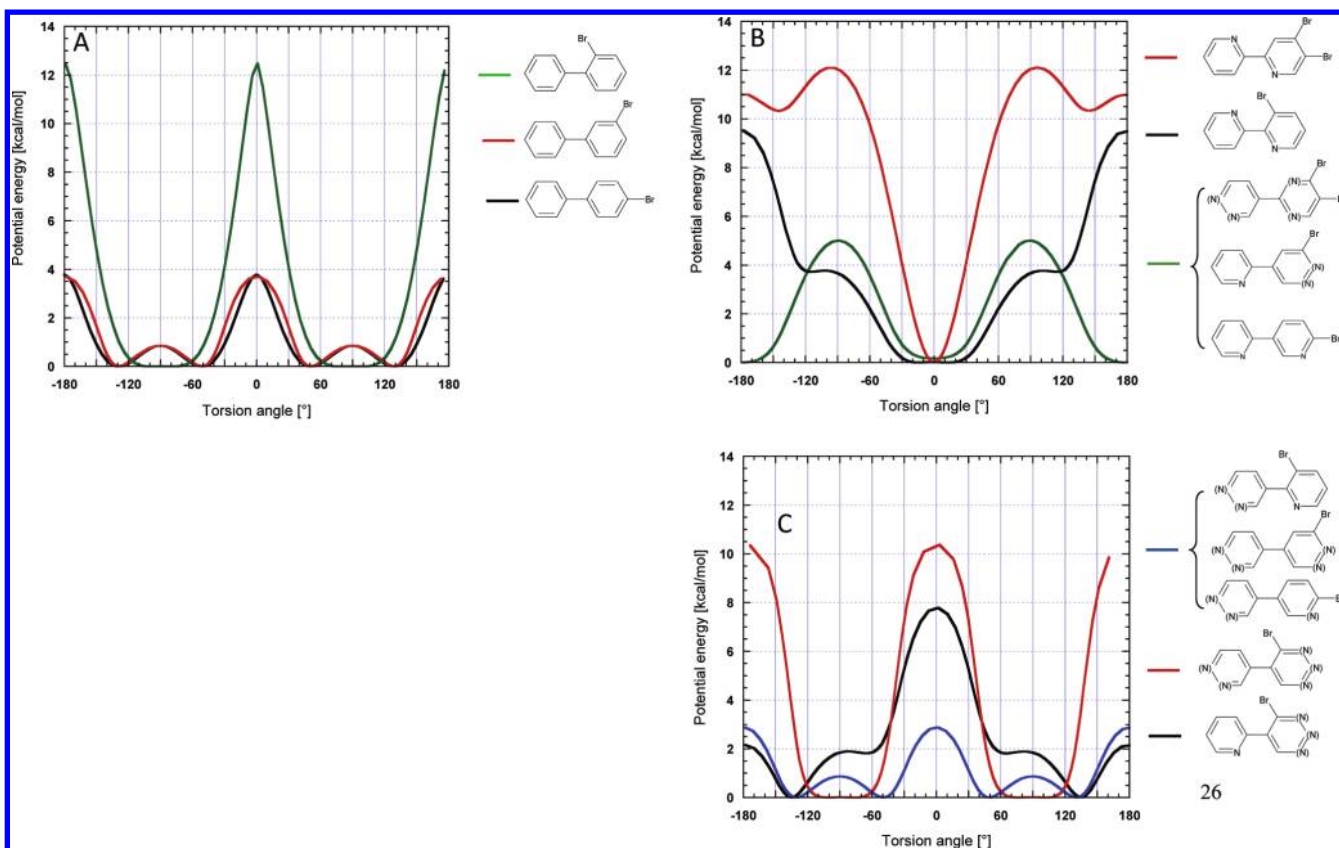 A
14
12
10
8
6
4
2
0
Potential energy [kcal/mol]
-180 -120 -60 0 60 120 180
Torsion angle [°]
Br
Br
Br
B
14
12
10
8
6
4
2
0
Potential energy [kcal/mol]
-180 -120 -60 0 60 120 180
Torsion angle [°]
Br
N
N
Br
Br
N
N
Br
(N)
(N)
(N)
(N)
B
Br
N
(N)
(N)
N
N
Br
C
14
12
10
8
6
4
2
0
Potential energy [kcal/mol]
-180 -120 -60 0 60 120 180
Torsion angle [°]
Br
(N)
(N)
N
Br
(N)
(N)
(N)
(N)
(N)
(N)
(N)
B
Br
(N)
(N)
(N)
(N)
(N)
Br
N
(N)
(N)
(N)
26